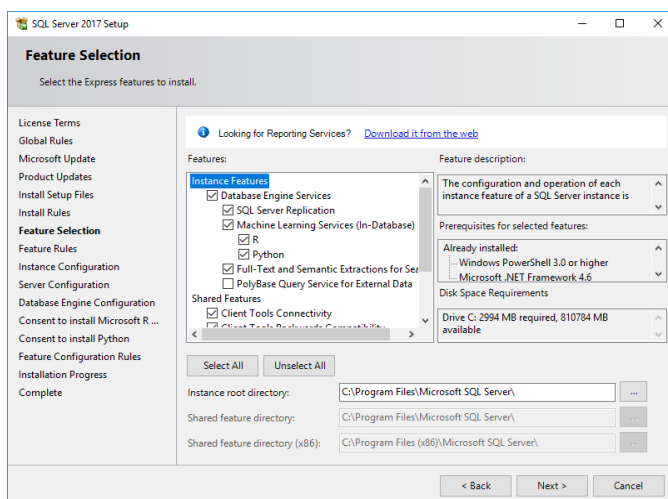 SQL Server 2017 Setup
Feature Selection
Select the Express features to install.
License Terms
Global Rules
Microsoft Update
Product Updates
Install Setup Files
Install Rules
Feature Selection
Feature Rules
Instance Configuration
Server Configuration
Database Engine Configuration
Consent to install Microsoft R ...
Consent to install Python
Feature Configuration Rules
Installation Progress
Complete
Looking for Reporting Services? Download it from the web
Features:
Instance Features
Database Engine Services
SQL Server Replication
Machine Learning Services (In-Database)
R
Python
Full-Text and Semantic Extractions for Sea
PolyBase Query Service for External Data
Shared Features
Client Tools Connectivity
Client Tools Backwards Compatibility
Feature description:
The configuration and operation of each
instance feature of a SQL Server instance is
Prerequisites for selected features:
Already installed:
Windows PowerShell 3.0 or higher
Microsoft .NET Framework 4.6
Disk Space Requirements
Drive C: 2994 MB required, 810784 MB
available
Select All
Unselect All
Instance root directory:
C:\Program Files\Microsoft SQL Server\
...
Shared feature directory:
C:\Program Files\Microsoft SQL Server\
...
Shared feature directory (x86):
C:\Program Files (x86)\Microsoft SQL Server\
...
< Back
Next >
Cancel